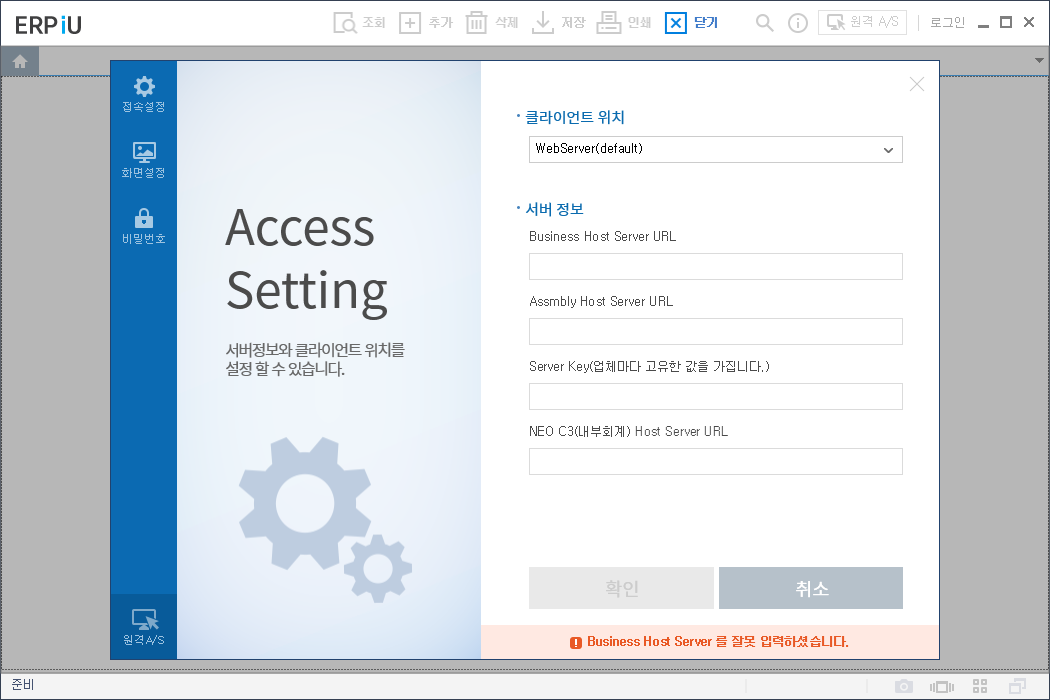 ERP iU
조회 추가 삭제 저장 인쇄 닫기 원격 A/S 로그인
접속설정
화면설정
비밀번호
원격A/S
Access
Setting
서버정보와 클라이언트 위치를
설정 할 수 있습니다.
· 클라이언트 위치
WebServer(default)
· 서버 정보
Business Host Server URL
Assmbly Host Server URL
Server Key(업체마다 고유한 값을 가집니다.)
NEO C3(내부회계) Host Server URL
확인 취소
Business Host Server 를 잘못 입력하셨습니다.
준비